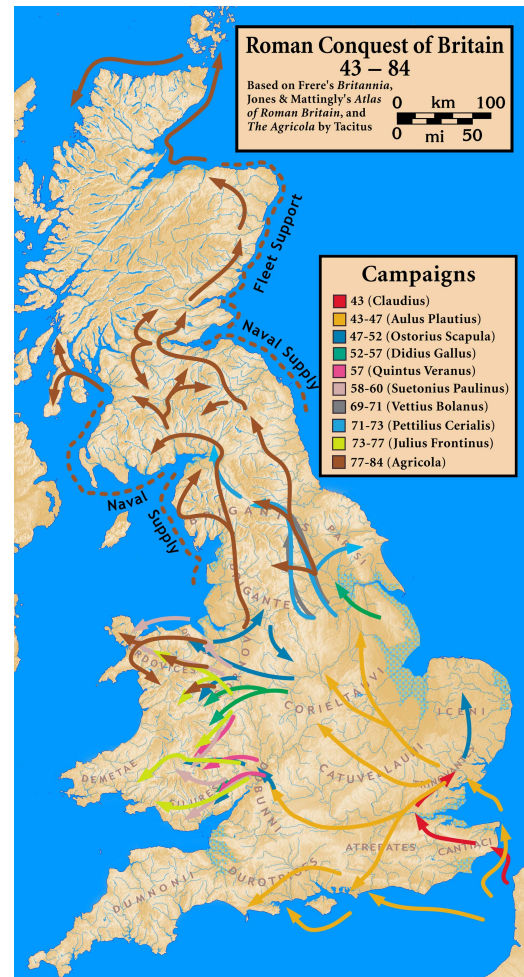 Roman Conquest of Britain
43 – 84
Based on Frere's Britannia,
Jones & Mattingly's Atlas
of Roman Britain, and
The Agricola by Tacitus
0 km 100
0 mi 50
Fleet Support
Naval Supply
Campaigns
43 (Claudius)
43-47 (Aulus Plautius)
47-52 (Ostorius Scapula)
52-57 (Didius Gallus)
57 (Quintus Veranus)
58-60 (Suetonius Paulinus)
69-71 (Vettius Bolanus)
71-73 (Pettilius Cerialis)
73-77 (Julius Frontinus)
77-84 (Agricola)
Naval
Supply
PARISI
CORIELTAUVI
ICENI
CATUVELLAUNI
DEMETAE
SILURES
ATREBATES
CANTIACI
DUROTRIGES
DUMNONII